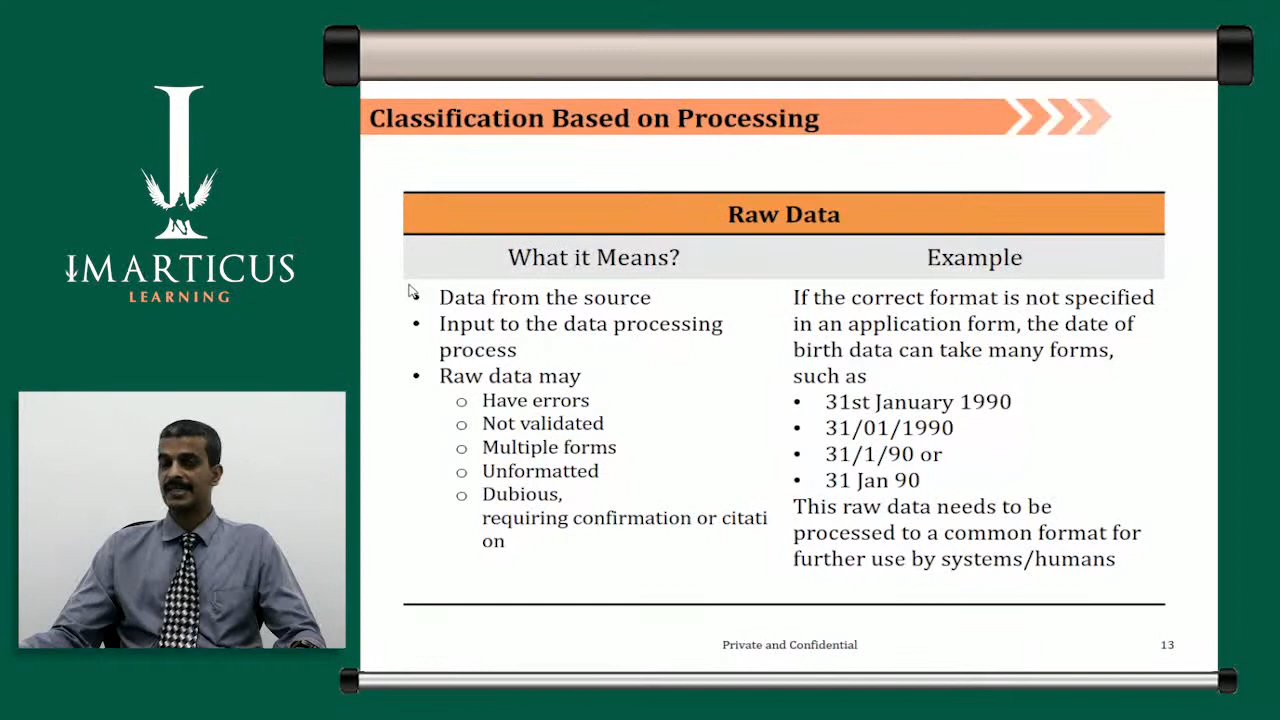 IMARTICUS
LEARNING
Classification Based on Processing
Raw Data
What it Means?
Example
• Data from the source
• Input to the data processing
process
• Raw data may
o Have errors
o Not validated
o Multiple forms
o Unformatted
o Dubious,
requiring confirmation or citati
on
If the correct format is not specified
in an application form, the date of
birth data can take many forms,
such as
• 31st January 1990
• 31/01/1990
• 31/1/90 or
• 31 Jan 90
This raw data needs to be
processed to a common format for
further use by systems/humans
Private and Confidential
13